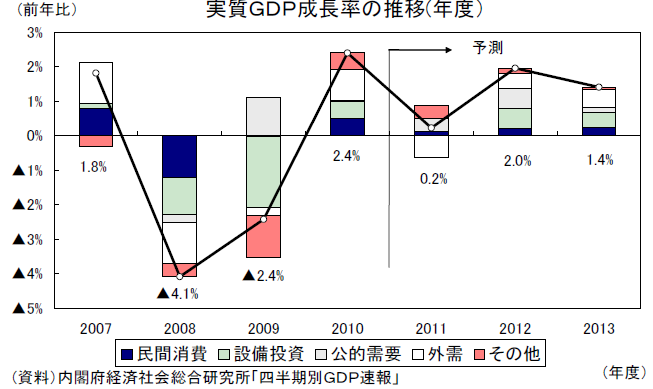 実質GDP成長率の推移(年度)
(前年比)
3%
2%
1%
0%
▲1%
▲2%
▲3%
▲4%
▲5%
予測
1.8%
▲4.1%
▲2.4%
2.4%
0.2%
2.0%
1.4%
2007 2008 2009 2010 2011 2012 2013
(年度)
民間消費 設備投資 公的需要 外需 その他
(資料)内閣府経済社会総合研究所「四半期別GDP速報」